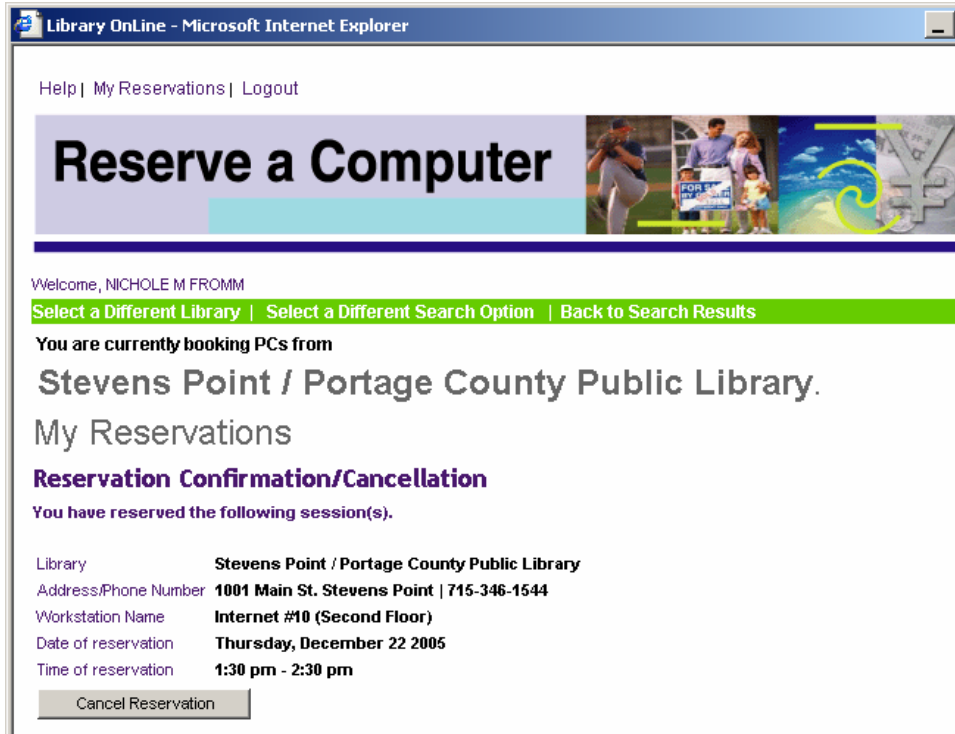 Library OnLine - Microsoft Internet Explorer
Help | My Reservations | Logout
Reserve a Computer
FOR SALE
BY OWNER
Welcome, NICHOLE M FROMM
Select a Different Library | Select a Different Search Option | Back to Search Results
You are currently booking PCs from
Stevens Point / Portage County Public Library.
My Reservations
Reservation Confirmation/Cancellation
You have reserved the following session(s).
Library Stevens Point / Portage County Public Library
Address/Phone Number 1001 Main St. Stevens Point | 715-346-1544
Workstation Name Internet #10 (Second Floor)
Date of reservation Thursday, December 22 2005
Time of reservation 1:30 pm - 2:30 pm
Cancel Reservation